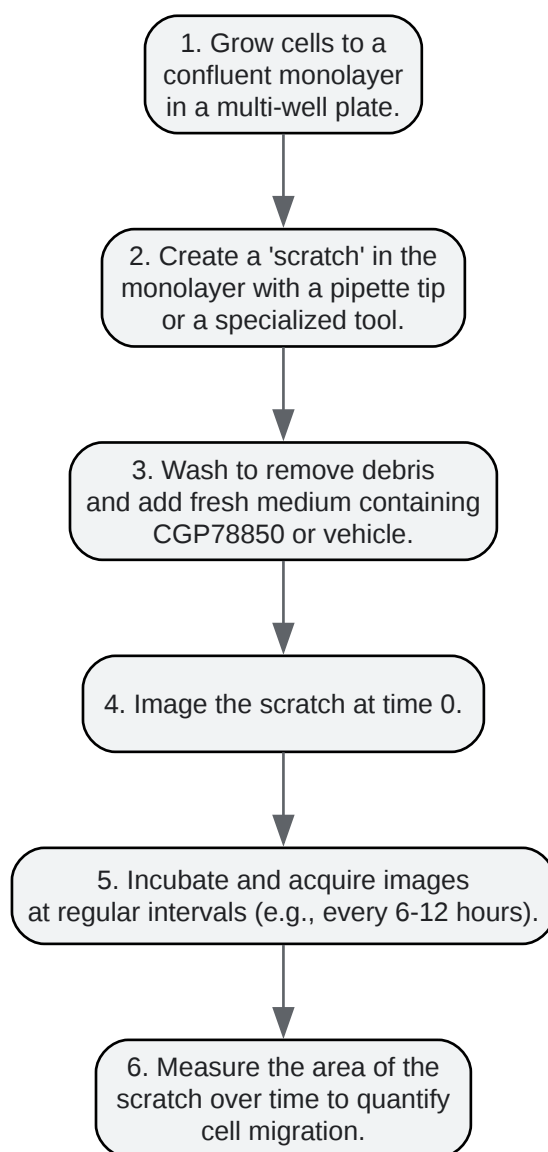 1. Grow cells to a
confluent monolayer
in a multi-well plate.
2. Create a 'scratch' in the
monolayer with a pipette tip
or a specialized tool.
3. Wash to remove debris
and add fresh medium containing
CGP78850 or vehicle.
4. Image the scratch at time 0.
5. Incubate and acquire images
at regular intervals (e.g., every 6-12 hours).
6. Measure the area of the
scratch over time to quantify
cell migration.